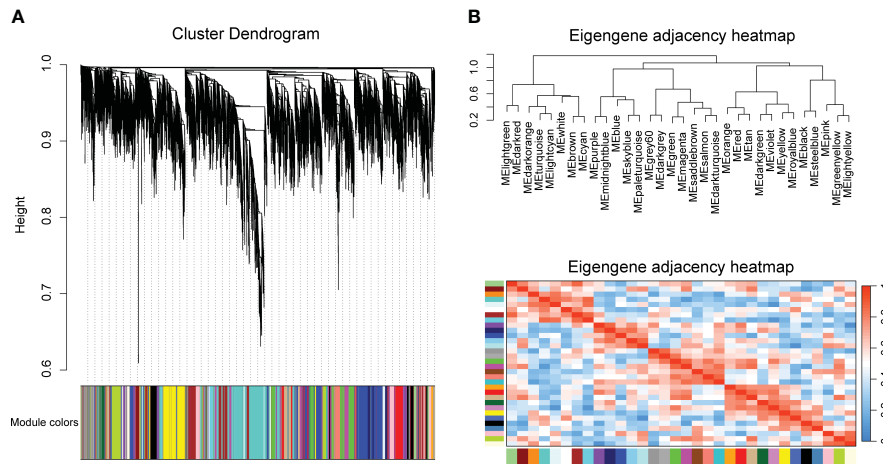 A
Cluster Dendrogram
Height
1.0
0.9
0.8
0.7
0.6
Module colors
B
Eigengene adjacency heatmap
1.0
0.6
0.2
MElightgreen
MEdarkred
MEdarkorange
MEturquoise
MElightcyan
MEwhite
MEbrown
MEcyan
MEpurple
MEmidnightblue
MEblue
MEskyblue
MEpaleturquoise
MEgrey60
MEdarkgrey
MEgreen
MEmagenta
MEsaddlebrown
MEsalmon
MEdarkturquoise
MEorange
MEred
MEtan
MEdarkgreen
MEviolet
MEyellow
MEroyalblue
MEblack
MEsteelblue
MEpink
MEgreenyellow
MElightyellow
Eigengene adjacency heatmap